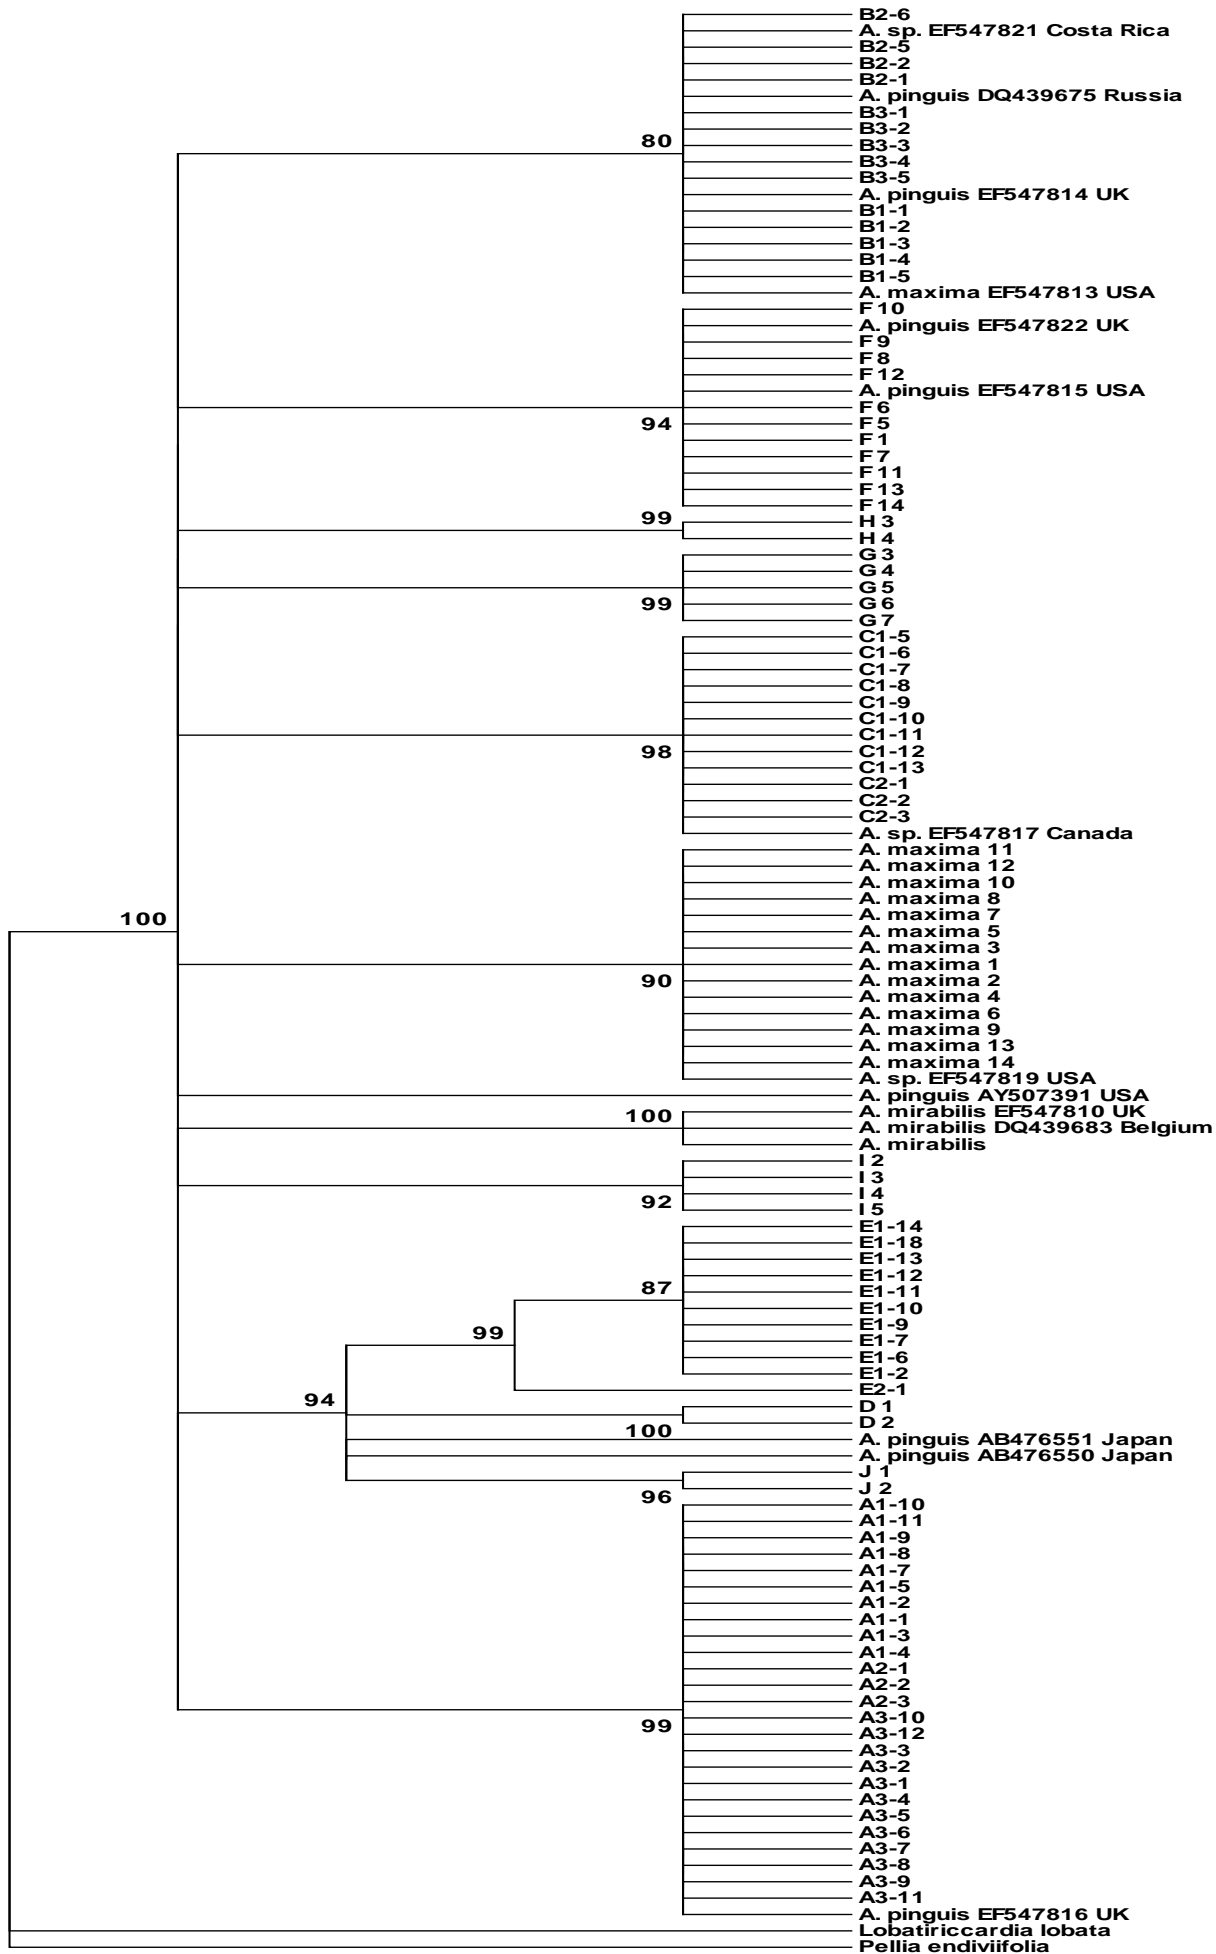 B2-6
A. sp. EF547821 Costa Rica
B2-5
B2-2
B2-1
A. pinguis DQ439675 Russia
B3-1
B3-2
80
B3-3
B3-4
B3-5
A. pinguis EF547814 UK
B1-1
B1-2
B1-3
B1-4
B1-5
A. maxima EF547813 USA
F 10
A. pinguis EF547822 UK
F 9
F 8
F 12
A. pinguis EF547815 USA
F 6
94
F 5
F 1
F 7
F 11
F 13
F 14
99
H 3
H 4
G 3
G 4
G 5
99
G 6
G 7
C1-5
C1-6
C1-7
C1-8
C1-9
C1-10
C1-11
98
C1-12
C1-13
C2-1
C2-2
C2-3
A. sp. EF547817 Canada
A. maxima 11
A. maxima 12
A. maxima 10
A. maxima 8
100
A. maxima 7
A. maxima 5
A. maxima 3
A. maxima 1
90
A. maxima 2
A. maxima 4
A. maxima 6
A. maxima 9
A. maxima 13
A. maxima 14
A. sp. EF547819 USA
A. pinguis AY507391 USA
100
A. mirabilis EF547810 UK
A. mirabilis DQ439683 Belgium
A. mirabilis
I 2
I 3
I 4
92
I 5
E1-14
E1-18
E1-13
E1-12
87
E1-11
E1-10
E1-9
99
E1-7
E1-6
E1-2
E2-1
94
D 1
D 2
100
A. pinguis AB476551 Japan
A. pinguis AB476550 Japan
J 1
J 2
96
A1-10
A1-11
A1-9
A1-8
A1-7
A1-5
A1-2
A1-1
A1-3
A1-4
A2-1
A2-2
A2-3
A3-10
99
A3-12
A3-3
A3-2
A3-1
A3-4
A3-5
A3-6
A3-7
A3-8
A3-9
A3-11
A. pinguis EF547816 UK
Lobatiriccardia lobata
Pellia endiviifolia